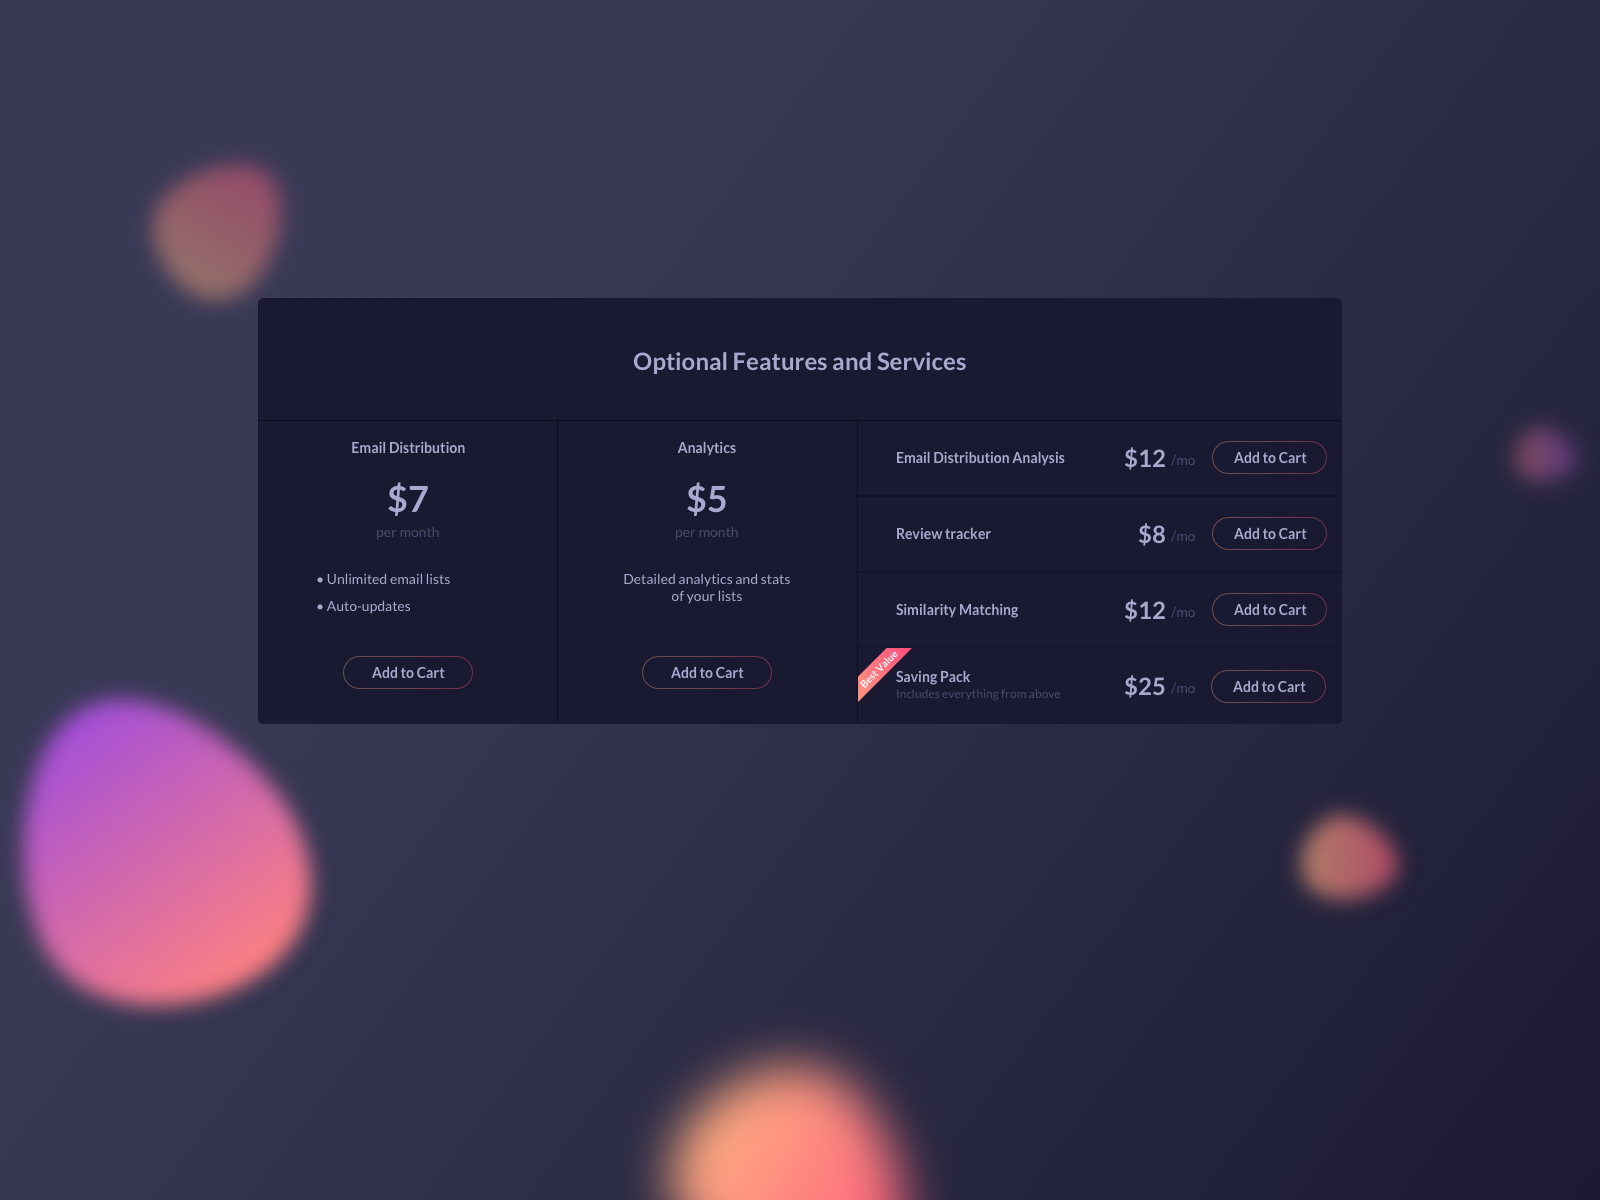 Optional Features and Services
Email Distribution
$7
per month
• Unlimited email lists
• Auto-updates
Add to Cart
Analytics
$5
per month
Detailed analytics and stats
of your lists
Add to Cart
Email Distribution Analysis $12 /mo Add to Cart
Review tracker $8 /mo Add to Cart
Similarity Matching $12 /mo Add to Cart
Best Value
Saving Pack $25 /mo Add to Cart
Includes everything from above